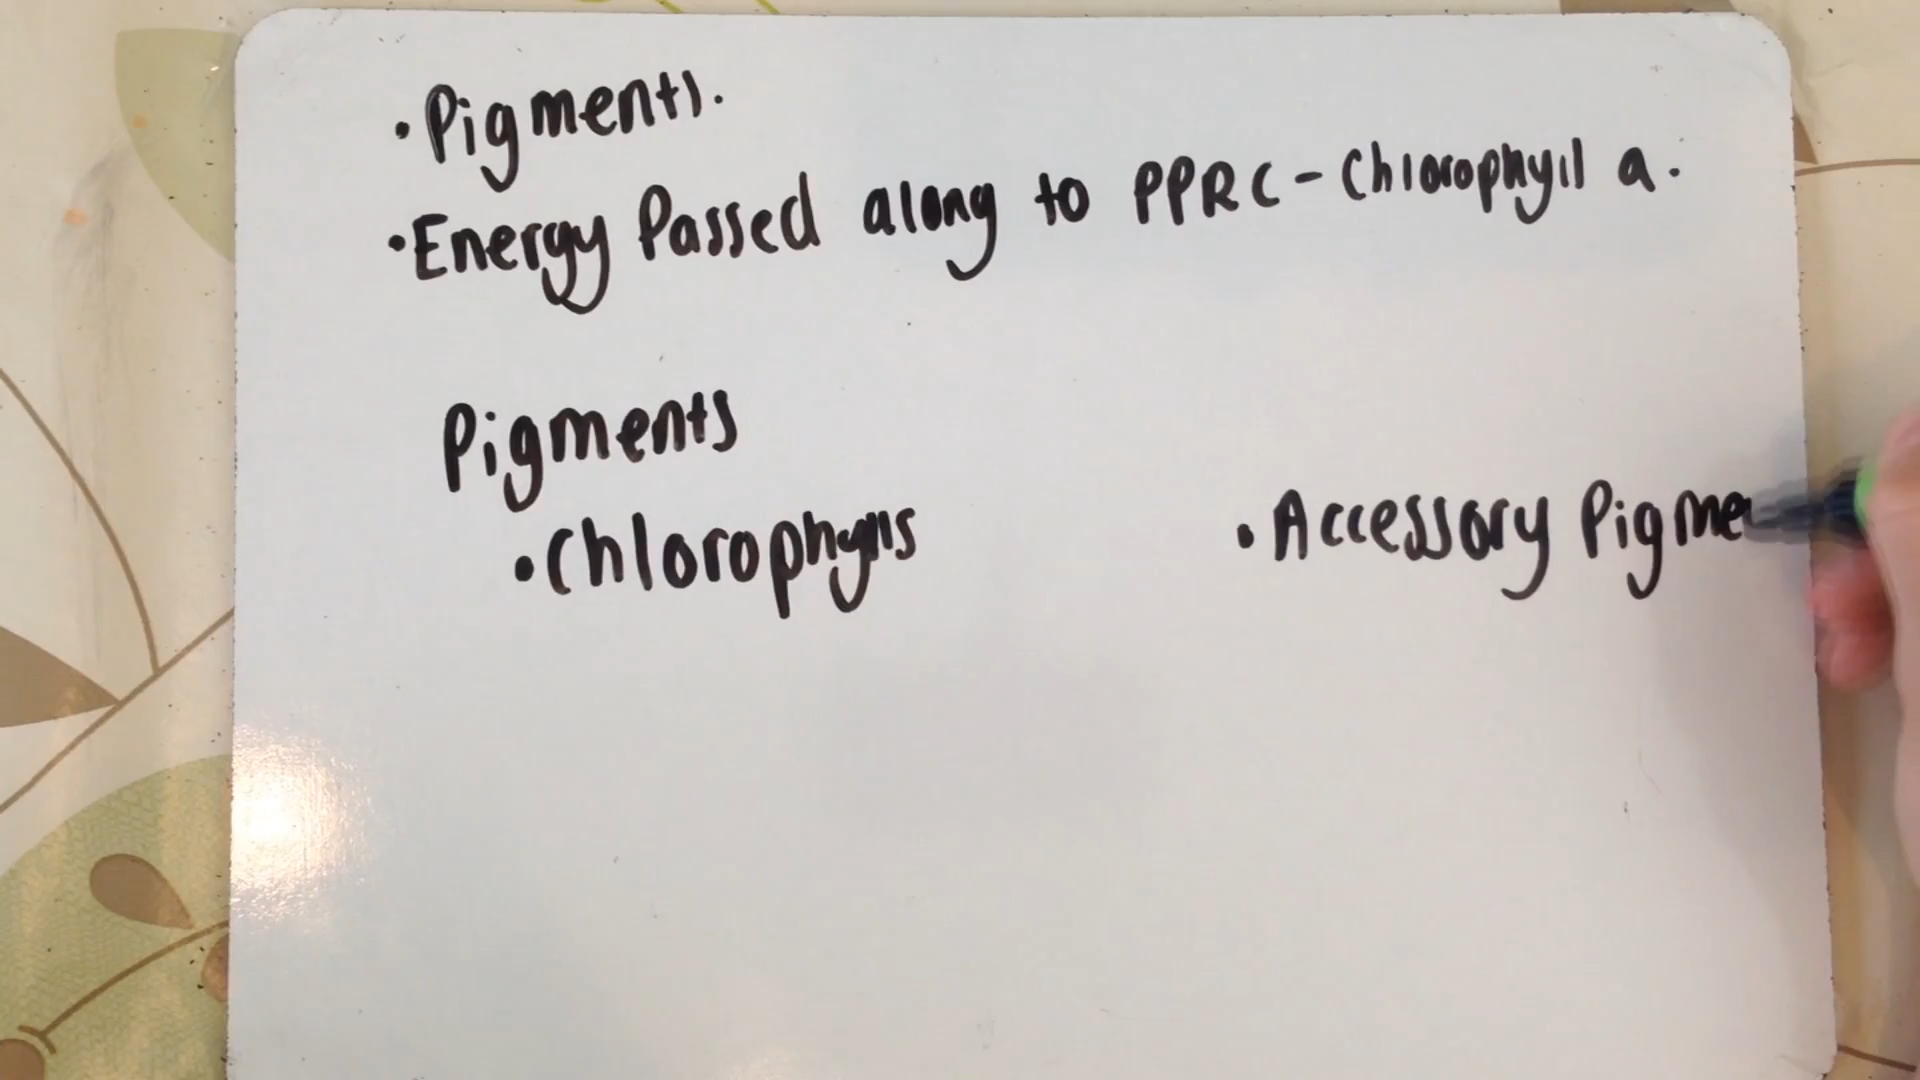 • Pigments.
• Energy Passed along to PPRC - Chlorophyll a.
Pigments
• Chlorophylls
• Accessory Pigme